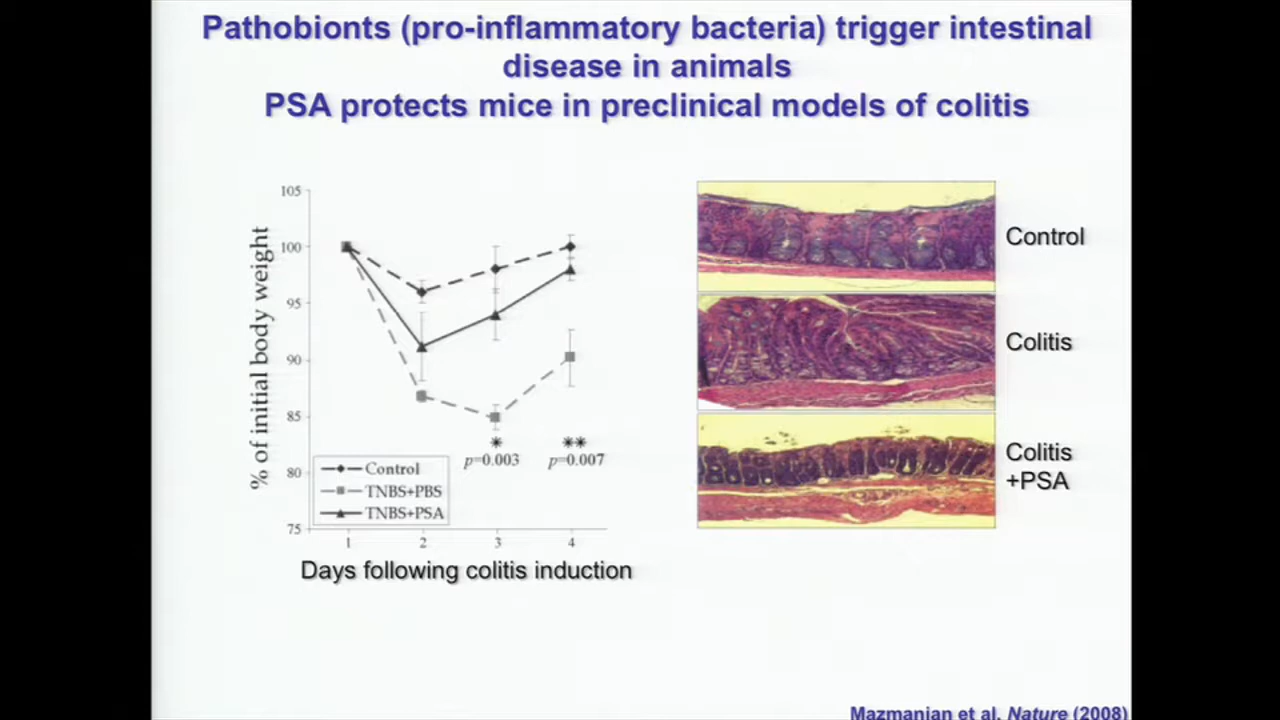 Pathobionts (pro-inflammatory bacteria) trigger intestinal
disease in animals
PSA protects mice in preclinical models of colitis
% of initial body weight
105
100
95
90
85
80
75
* **
p=0.003 p=0.007
Control
TNBS+PBS
TNBS+PSA
1 2 3 4
Days following colitis induction
Control
Colitis
Colitis
+PSA
Mazmanian et al. Nature (2008)